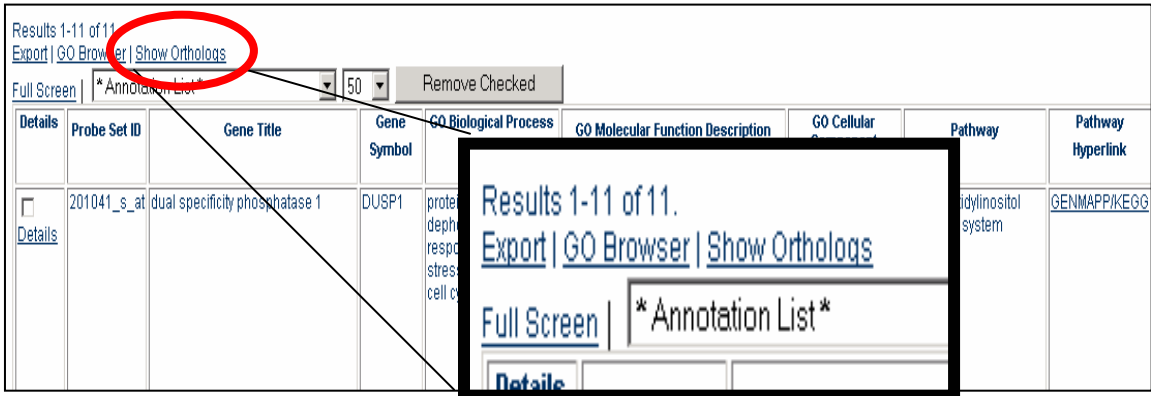 Results 1-11 of 11.
Export | GO Browser | Show Orthologs
Full Screen | * Annotation List * 50 Remove Checked
Details Probe Set ID Gene Title Gene Symbol GO Biological Process GO Molecular Function Description GO Cellular Pathway Pathway Hyperlink
Details 201041_s_at dual specificity phosphatase 1 DUSP1 GENMAPP/KEGG
system
cell
Results 1-11 of 11.
Export | GO Browser | Show Orthologs
Full Screen | * Annotation List *
Details